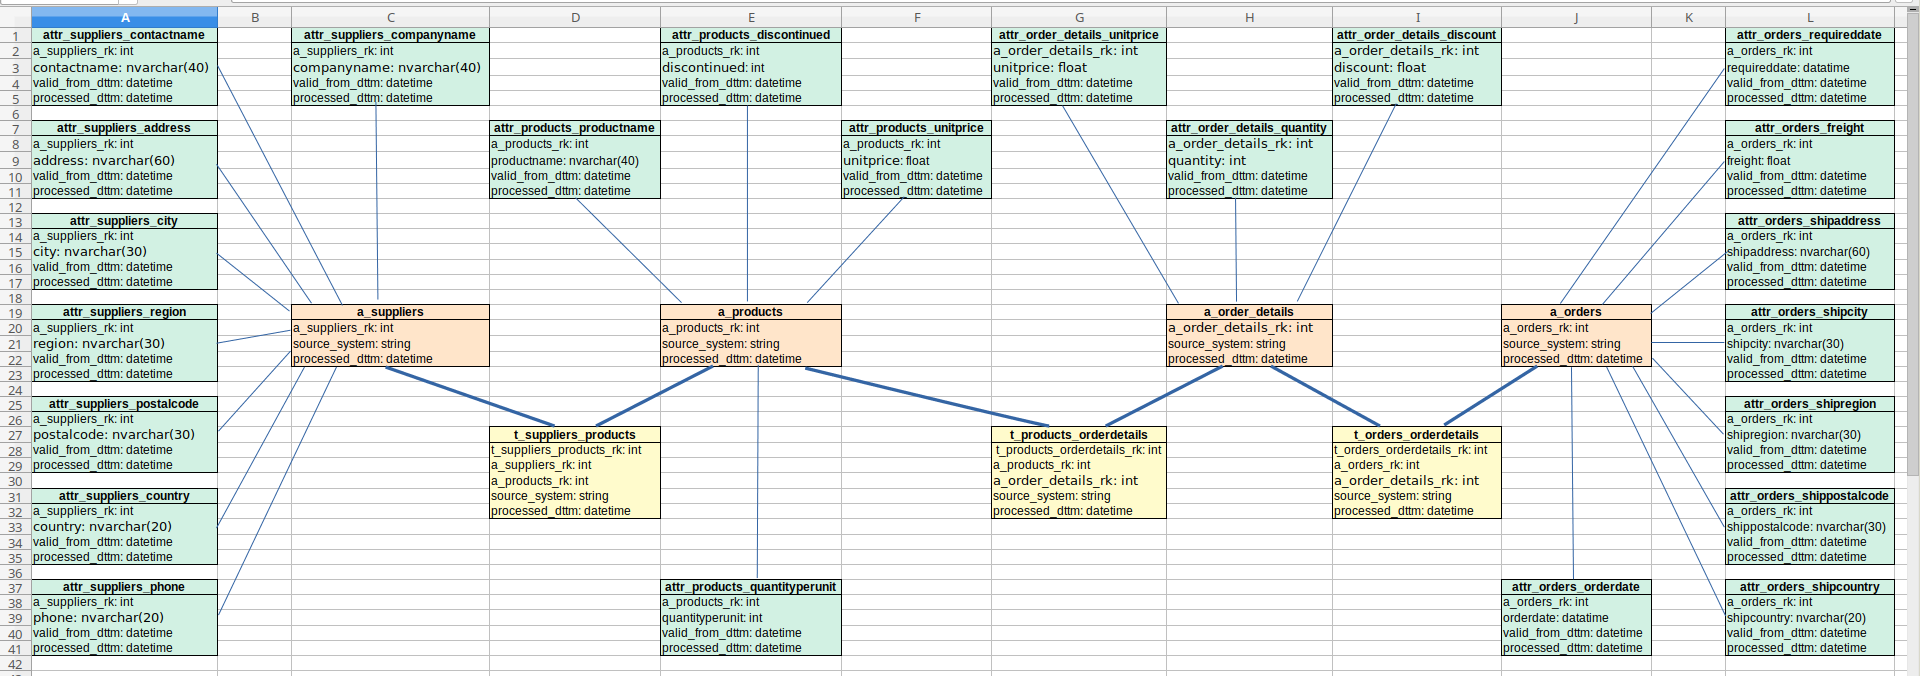 A B C D E F G H I J K L
1 2 3 4 5 6 7 8 9 10 11 12 13 14 15 16 17 18 19 20 21 22 23 24 25 26 27 28 29 30 31 32 33 34 35 36 37 38 39 40 41 42
attr_suppliers_contactname
a_suppliers_rk: int
contactname: nvarchar(40)
valid_from_dttm: datetime
processed_dttm: datetime
attr_suppliers_companyname
a_suppliers_rk: int
companyname: nvarchar(40)
valid_from_dttm: datetime
processed_dttm: datetime
attr_products_discontinued
a_products_rk: int
discontinued: int
valid_from_dttm: datetime
processed_dttm: datetime
attr_order_details_unitprice
a_order_details_rk: int
unitprice: float
valid_from_dttm: datetime
processed_dttm: datetime
attr_order_details_discount
a_order_details_rk: int
discount: float
valid_from_dttm: datetime
processed_dttm: datetime
attr_orders_requireddate
a_orders_rk: int
requireddate: datatime
valid_from_dttm: datetime
processed_dttm: datetime
attr_suppliers_address
a_suppliers_rk: int
address: nvarchar(60)
valid_from_dttm: datetime
processed_dttm: datetime
attr_products_productname
a_products_rk: int
productname: nvarchar(40)
valid_from_dttm: datetime
processed_dttm: datetime
attr_products_unitprice
a_products_rk: int
unitprice: float
valid_from_dttm: datetime
processed_dttm: datetime
attr_order_details_quantity
a_order_details_rk: int
quantity: int
valid_from_dttm: datetime
processed_dttm: datetime
attr_orders_freight
a_orders_rk: int
freight: float
valid_from_dttm: datetime
processed_dttm: datetime
attr_suppliers_city
a_suppliers_rk: int
city: nvarchar(30)
valid_from_dttm: datetime
processed_dttm: datetime
attr_orders_shipaddress
a_orders_rk: int
shipaddress: nvarchar(60)
valid_from_dttm: datetime
processed_dttm: datetime
attr_suppliers_region
a_suppliers_rk: int
region: nvarchar(30)
valid_from_dttm: datetime
processed_dttm: datetime
a_suppliers
a_suppliers_rk: int
source_system: string
processed_dttm: datetime
a_products
a_products_rk: int
source_system: string
processed_dttm: datetime
a_order_details
a_order_details_rk: int
source_system: string
processed_dttm: datetime
a_orders
a_orders_rk: int
source_system: string
processed_dttm: datetime
attr_orders_shipcity
a_orders_rk: int
shipcity: nvarchar(30)
valid_from_dttm: datetime
processed_dttm: datetime
attr_suppliers_postalcode
a_suppliers_rk: int
postalcode: nvarchar(30)
valid_from_dttm: datetime
processed_dttm: datetime
attr_orders_shipregion
a_orders_rk: int
shipregion: nvarchar(30)
valid_from_dttm: datetime
processed_dttm: datetime
t_suppliers_products
t_suppliers_products_rk: int
a_suppliers_rk: int
a_products_rk: int
source_system: string
processed_dttm: datetime
t_products_orderdetails
t_products_orderdetails_rk: int
a_products_rk: int
a_order_details_rk: int
source_system: string
processed_dttm: datetime
t_orders_orderdetails
t_orders_orderdetails_rk: int
a_orders_rk: int
a_order_details_rk: int
source_system: string
processed_dttm: datetime
attr_suppliers_country
a_suppliers_rk: int
country: nvarchar(20)
valid_from_dttm: datetime
processed_dttm: datetime
attr_orders_shippostalcode
a_orders_rk: int
shippostalcode: nvarchar(30)
valid_from_dttm: datetime
processed_dttm: datetime
attr_suppliers_phone
a_suppliers_rk: int
phone: nvarchar(20)
valid_from_dttm: datetime
processed_dttm: datetime
attr_products_quantityperunit
a_products_rk: int
quantityperunit: int
valid_from_dttm: datetime
processed_dttm: datetime
attr_orders_orderdate
a_orders_rk: int
orderdate: datatime
valid_from_dttm: datetime
processed_dttm: datetime
attr_orders_shipcountry
a_orders_rk: int
shipcountry: nvarchar(20)
valid_from_dttm: datetime
processed_dttm: datetime